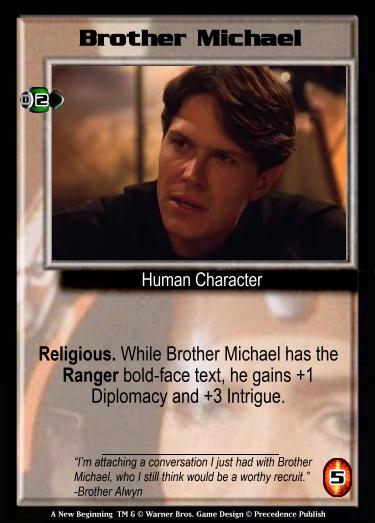 Brother Michael
D 2
Human Character
Religious. While Brother Michael has the
Ranger bold-face text, he gains +1
Diplomacy and +3 Intrigue.
"I'm attaching a conversation I just had with Brother
Michael, who I still think would be a worthy recruit."
-Brother Alwyn
5
A New Beginning TM & © Warner Bros. Game Design © Precedence Publish